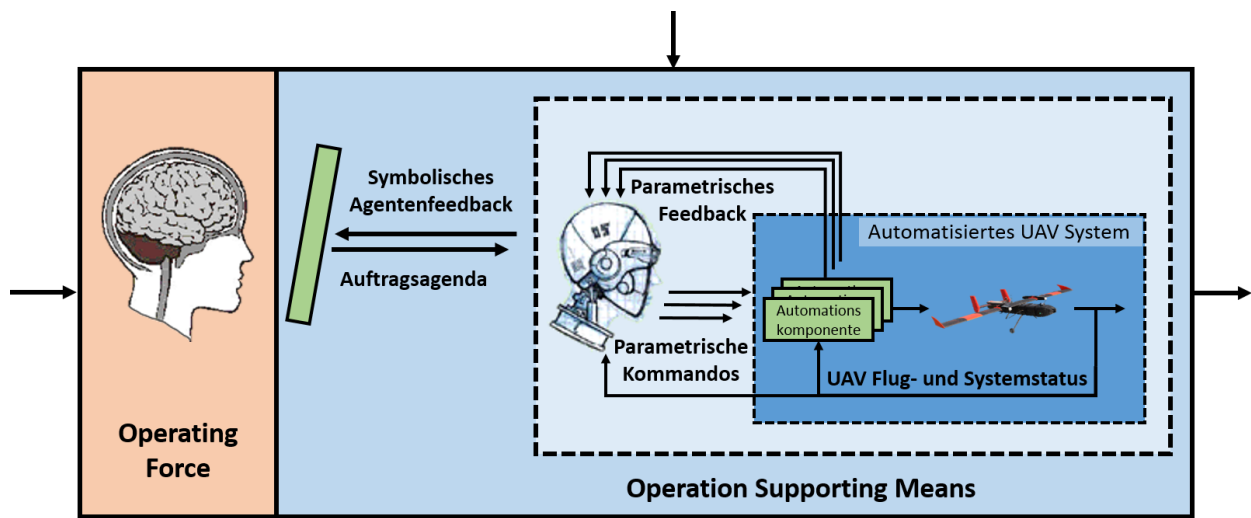 Operating
Force
Symbolisches
Agentenfeedback
Auftragsagenda
Parametrisches
Feedback
Parametrische
Kommandos
Automatisiertes UAV System
Automations
komponente
UAV Flug- und Systemstatus
Operation Supporting Means